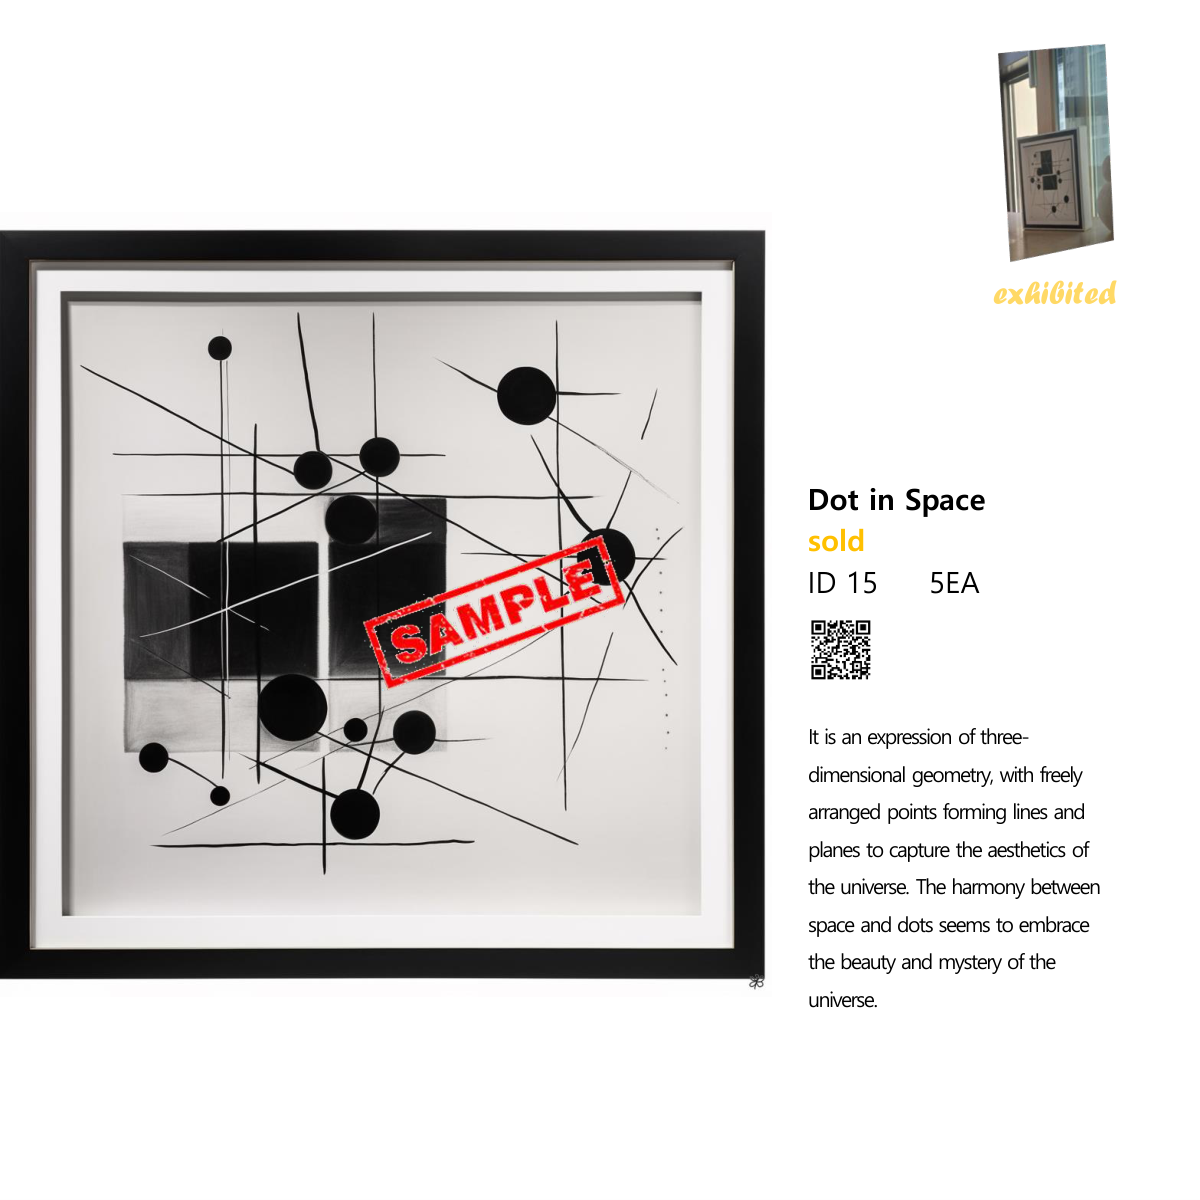 exhibited
Dot in Space
sold
ID 15 5EA
SAMPLE
It is an expression of three-
dimensional geometry, with freely
arranged points forming lines and
planes to capture the aesthetics of
the universe. The harmony between
space and dots seems to embrace
the beauty and mystery of the
universe.